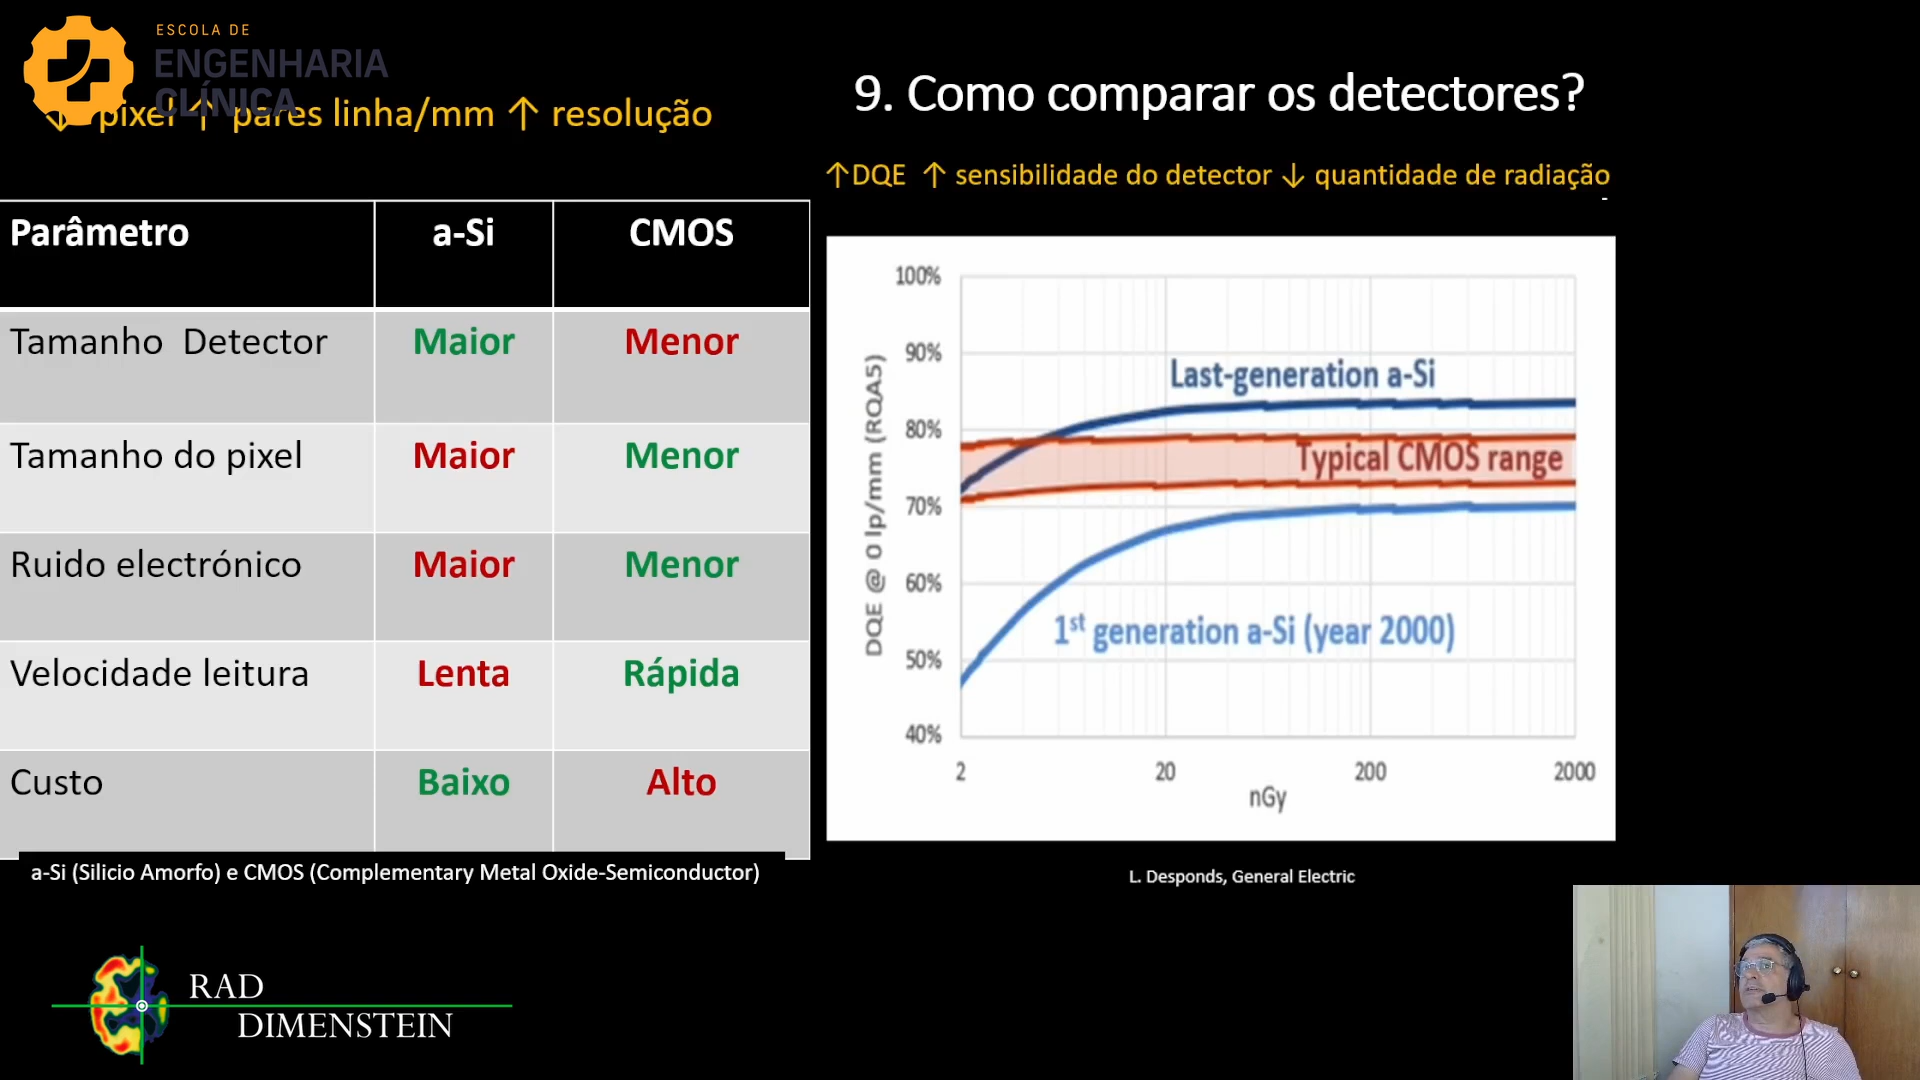 ESCOLA DE
ENGENHARIA
CLÍNICA
↓ pixel ↑ pares linha/mm ↑ resolução
9. Como comparar os detectores?
↑DQE ↑ sensibilidade do detector ↓ quantidade de radiação
Parâmetro a-Si CMOS
Tamanho Detector Maior Menor
Tamanho do pixel Maior Menor
Ruido electrónico Maior Menor
Velocidade leitura Lenta Rápida
Custo Baixo Alto
a-Si (Silicio Amorfo) e CMOS (Complementary Metal Oxide-Semiconductor)
DQE @ 0 lp/mm (RQA5)
100%
90%
80%
70%
60%
50%
40%
Last-generation a-Si
Typical CMOS range
1st generation a-Si (year 2000)
2 20 200 2000
nGy
L. Desponds, General Electric
RAD
DIMENSTEIN